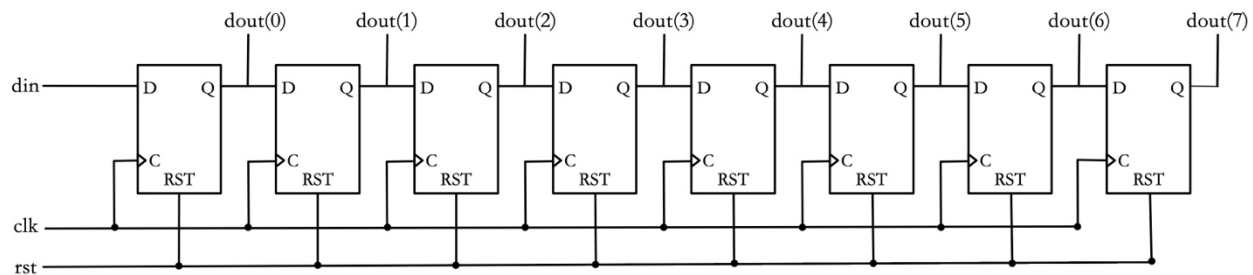 dout(0) dout(1) dout(2) dout(3) dout(4) dout(5) dout(6) dout(7)
din D Q D Q D Q D Q D Q D Q D Q D Q
C C C C C C C C
RST RST RST RST RST RST RST RST
clk
rst